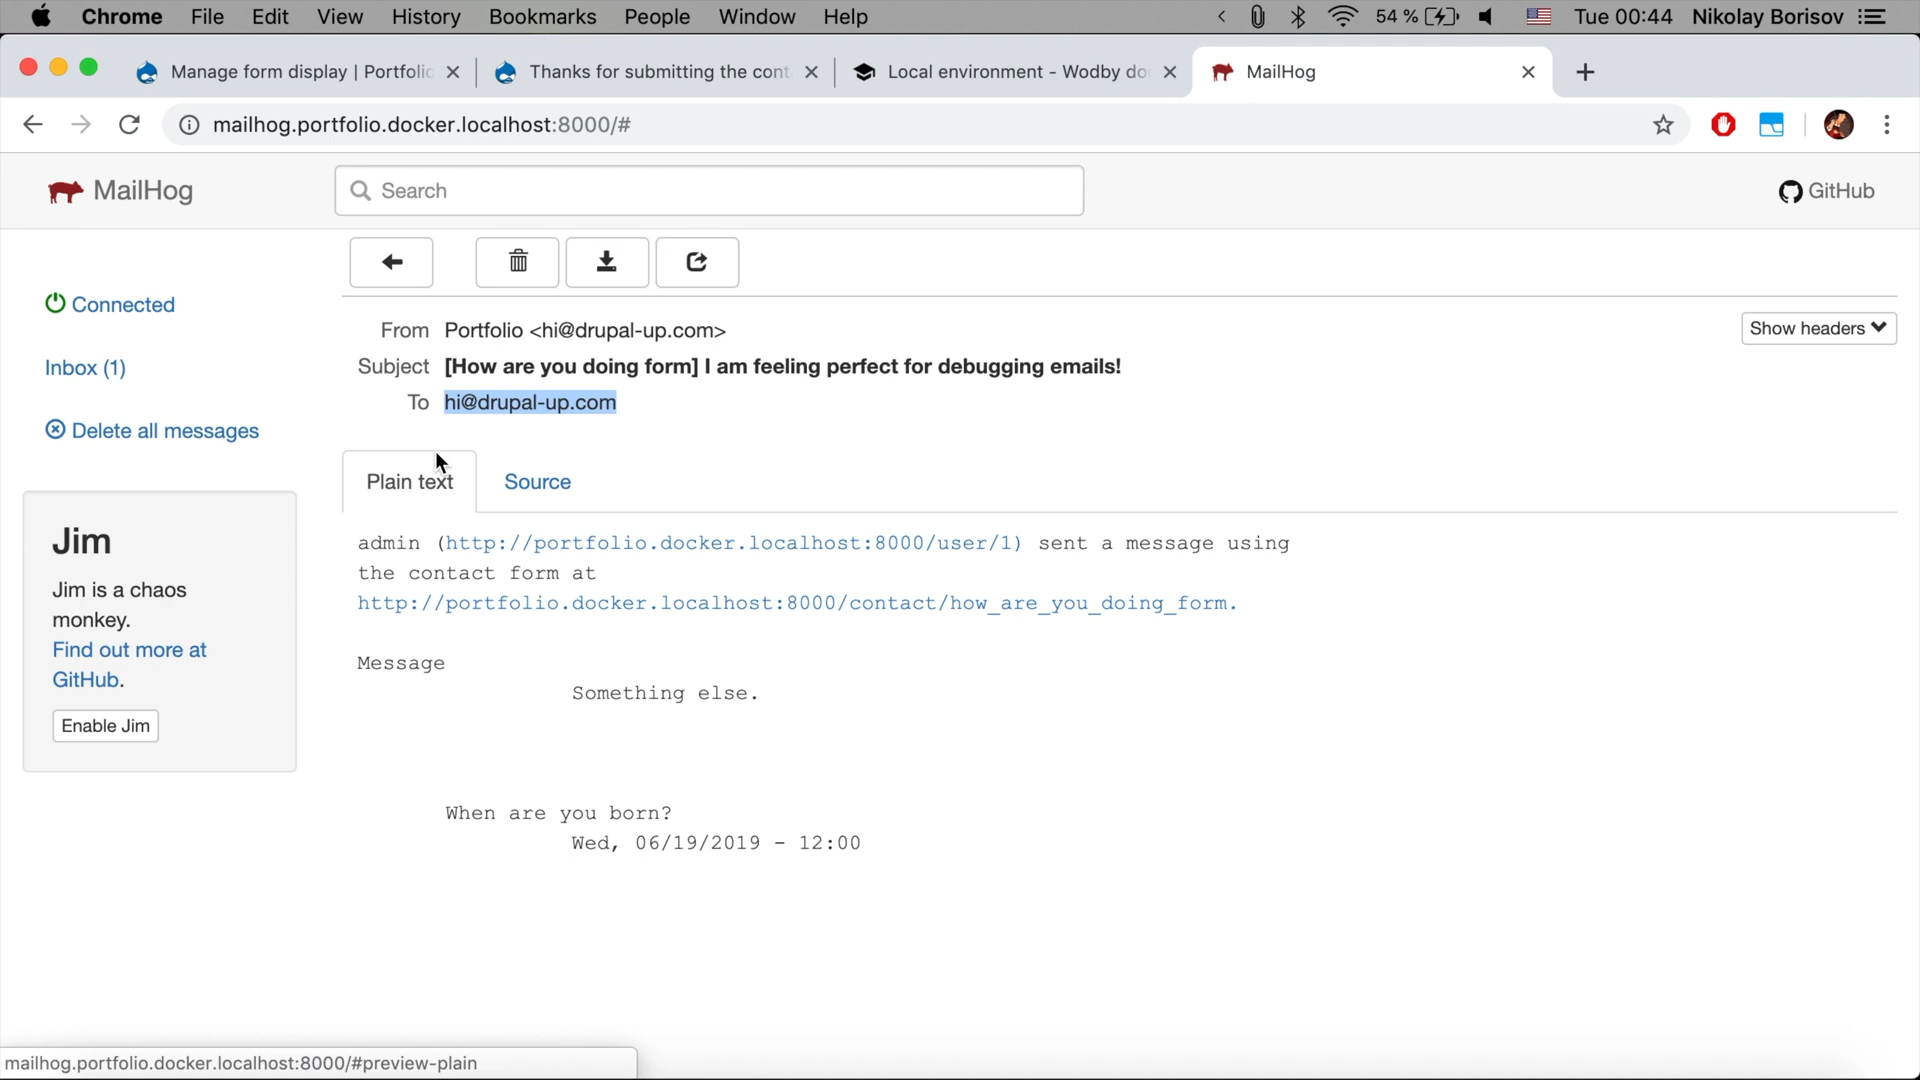 Chrome File Edit View History Bookmarks People Window Help 54 % Tue 00:44 Nikolay Borisov
Manage form display | Portfolio Thanks for submitting the cont Local environment - Wodby do MailHog
mailhog.portfolio.docker.localhost:8000/#
MailHog Search GitHub
Connected
Inbox (1)
Delete all messages
Jim
Jim is a chaos
monkey.
Find out more at
GitHub.
Enable Jim
From Portfolio <hi@drupal-up.com>
Show headers
Subject [How are you doing form] I am feeling perfect for debugging emails!
To hi@drupal-up.com
Plain text Source
admin (http://portfolio.docker.localhost:8000/user/1) sent a message using
the contact form at
http://portfolio.docker.localhost:8000/contact/how_are_you_doing_form.
Message
Something else.
When are you born?
Wed, 06/19/2019 - 12:00
mailhog.portfolio.docker.localhost:8000/#preview-plain